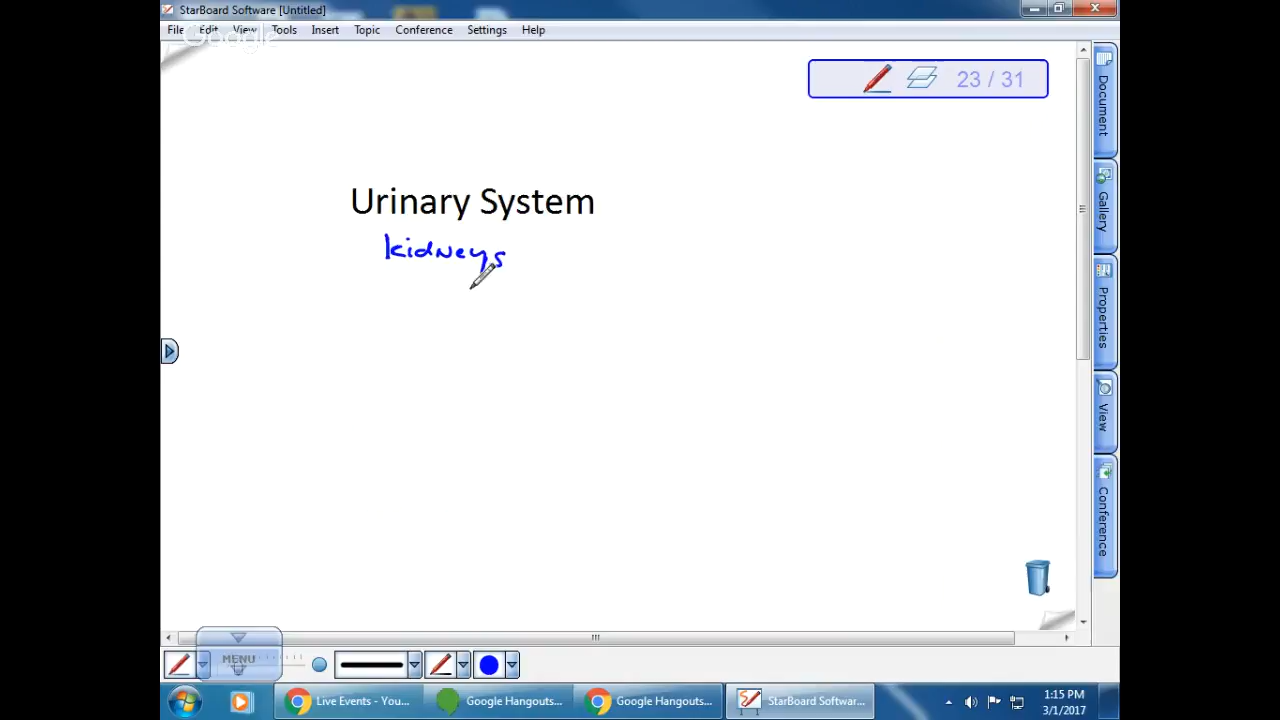 StarBoard Software [Untitled]
File Edit View Tools Insert Topic Conference Settings Help
Google
23 / 31
Urinary System
kidneys
Document
Gallery
Properties
View
Conference
MENU
Live Events - You...
Google Hangouts...
Google Hangouts...
StarBoard Softwar...
1:15 PM
3/1/2017